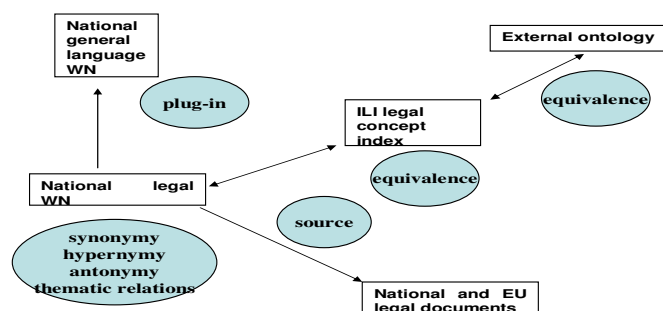 National
general
language
WN
External ontology
plug-in
equivalence
ILI legal
concept
index
equivalence
National legal
WN
source
synonymy
hypernymy
antonymy
thematic relations
National and EU
legal documents